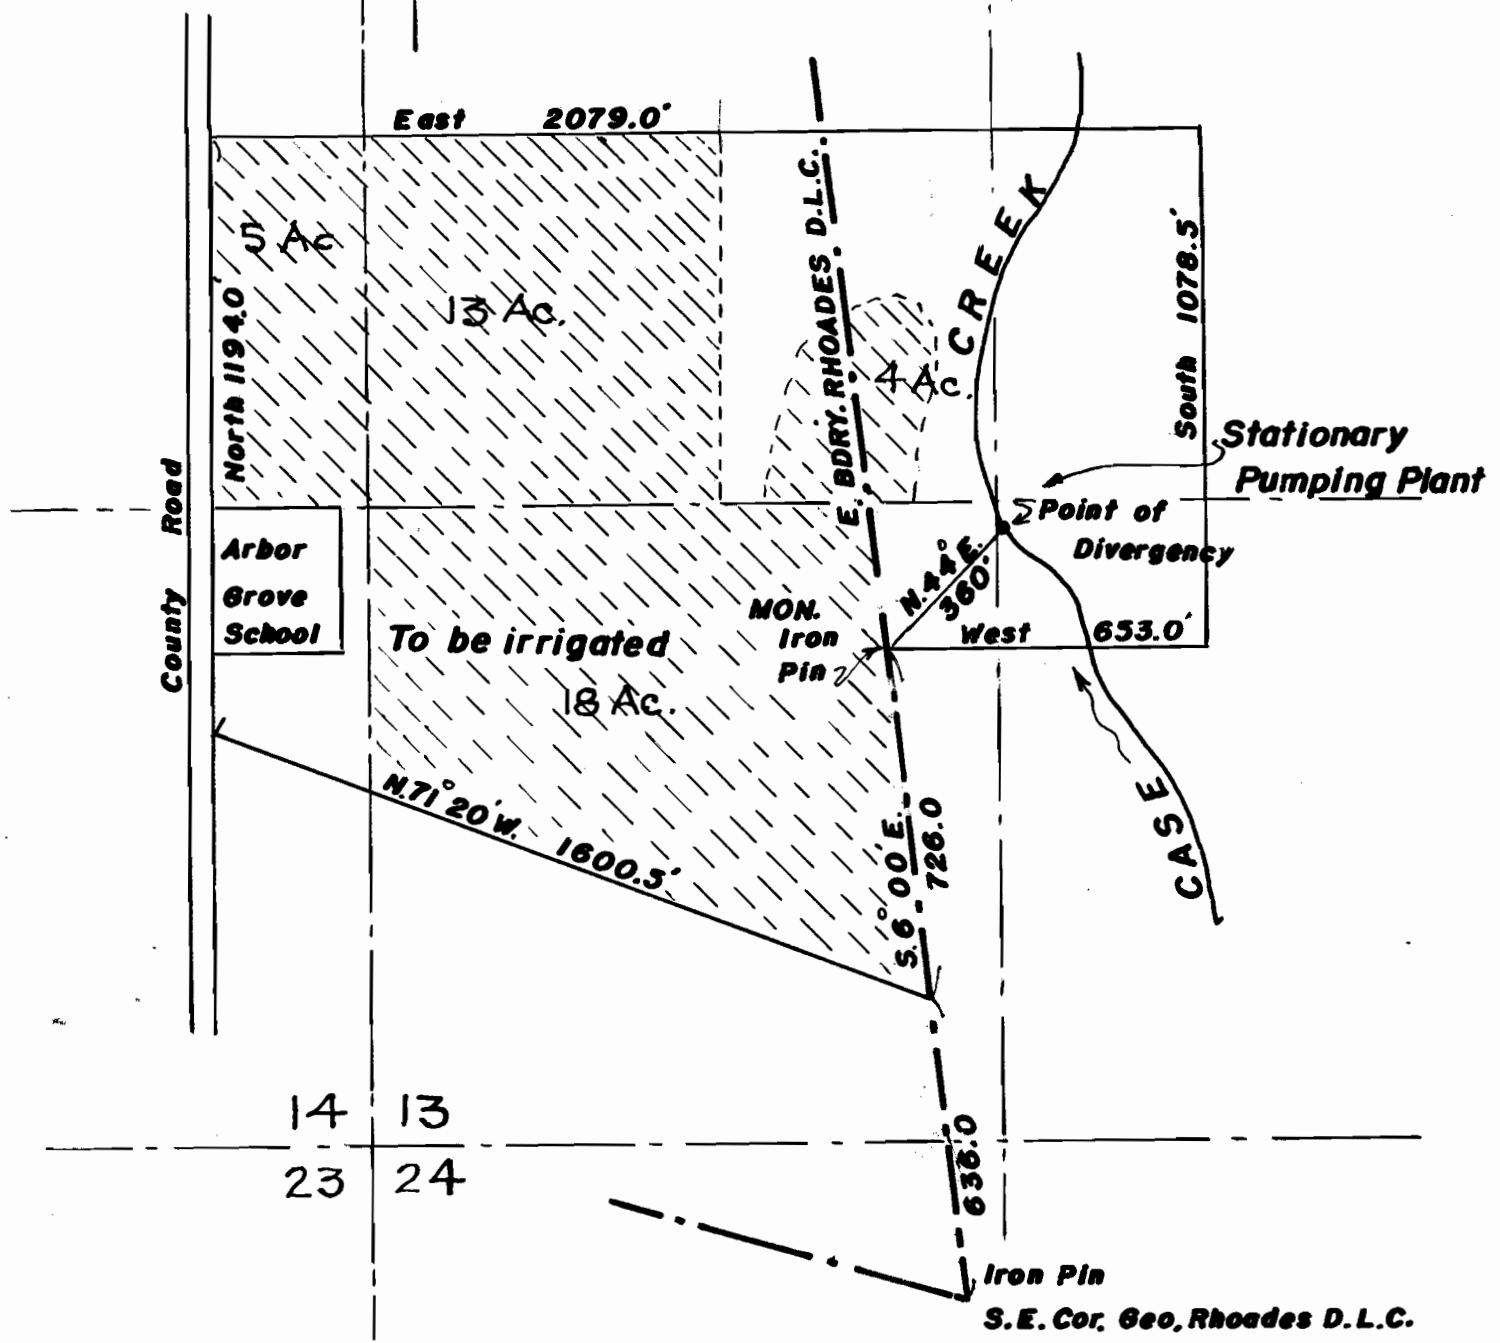 East 2079.0'
5 Ac
13 Ac.
North 1194.0'
E. BDRY. RHOADES D.L.C.
4 Ac.
CREEK
South 1078.5'
Stationary
Pumping Plant
Point of
Divergency
County Road
Arbor
Grove
School
To be irrigated
18 Ac.
MON.
Iron
Pin
N.44°E.
360.'
West 653.0'
N.71°20'W. 1600.5'
S.6°00'E.
726.0
CASE
14 13
23 24
636.0
Iron Pin
S.E. Cor. Geo, Rhoades D.L.C.